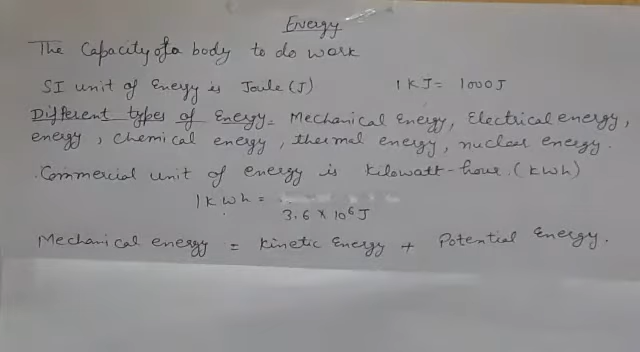 Energy
The Capacity of a body to do work
SI unit of Energy is Joule (J) 1 KJ = 1000J
Different types of Energy - Mechanical Energy, Electrical energy,
energy, chemical energy, thermal energy, nuclear energy.
Commercial unit of energy is kilowatt-hour. (kwh)
1 kwh =
3.6 × 10⁶ J
Mechanical energy = Kinetic Energy + Potential Energy.